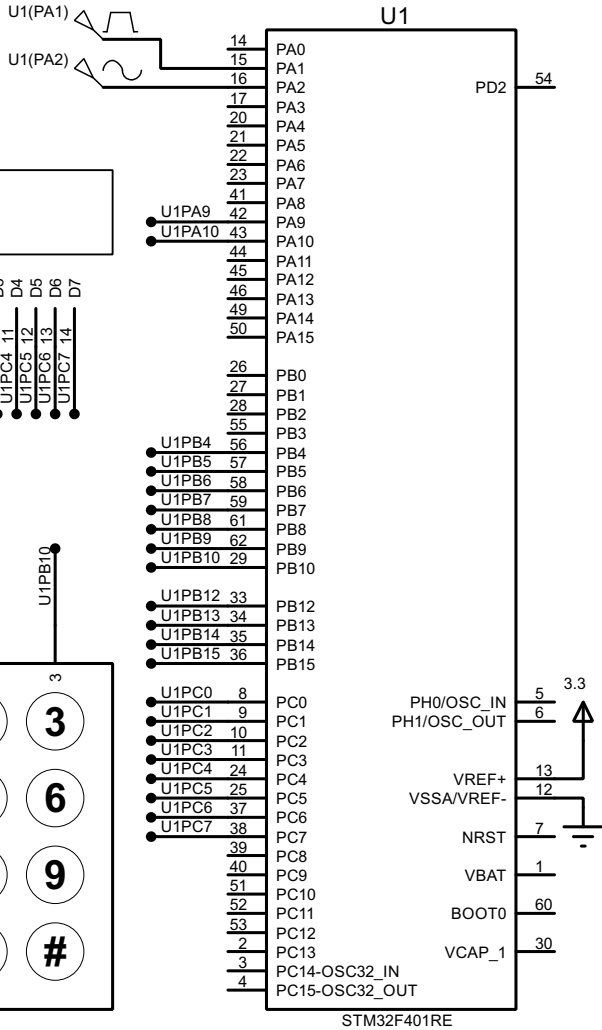 U1(PA1)
U1
U1(PA2)
14 PA0
15 PA1
16 PA2
PD2 54
17 PA3
20 PA4
21 PA5
22 PA6
23 PA7
41 PA8
U1PA9 42 PA9
U1PA10 43 PA10
44 PA11
45 PA12
46 PA13
49 PA14
50 PA15
D4
D5
D6
D7
U1PC4 11
U1PC5 12
U1PC6 13
U1PC7 14
26 PB0
27 PB1
28 PB2
55 PB3
U1PB4 56 PB4
U1PB5 57 PB5
U1PB6 58 PB6
U1PB7 59 PB7
U1PB8 61 PB8
U1PB9 62 PB9
U1PB10 29 PB10
U1PB10
3
U1PB12 33 PB12
U1PB13 34 PB13
U1PB14 35 PB14
U1PB15 36 PB15
3
6
9
#
U1PC0 8 PC0
U1PC1 9 PC1
U1PC2 10 PC2
U1PC3 11 PC3
U1PC4 24 PC4
U1PC5 25 PC5
U1PC6 37 PC6
U1PC7 38 PC7
39 PC8
40 PC9
51 PC10
52 PC11
53 PC12
2 PC13
3 PC14-OSC32_IN
4 PC15-OSC32_OUT
PH0/OSC_IN 5
PH1/OSC_OUT 6
3.3
VREF+ 13
VSSA/VREF- 12
NRST 7
VBAT 1
BOOT0 60
VCAP_1 30
STM32F401RE